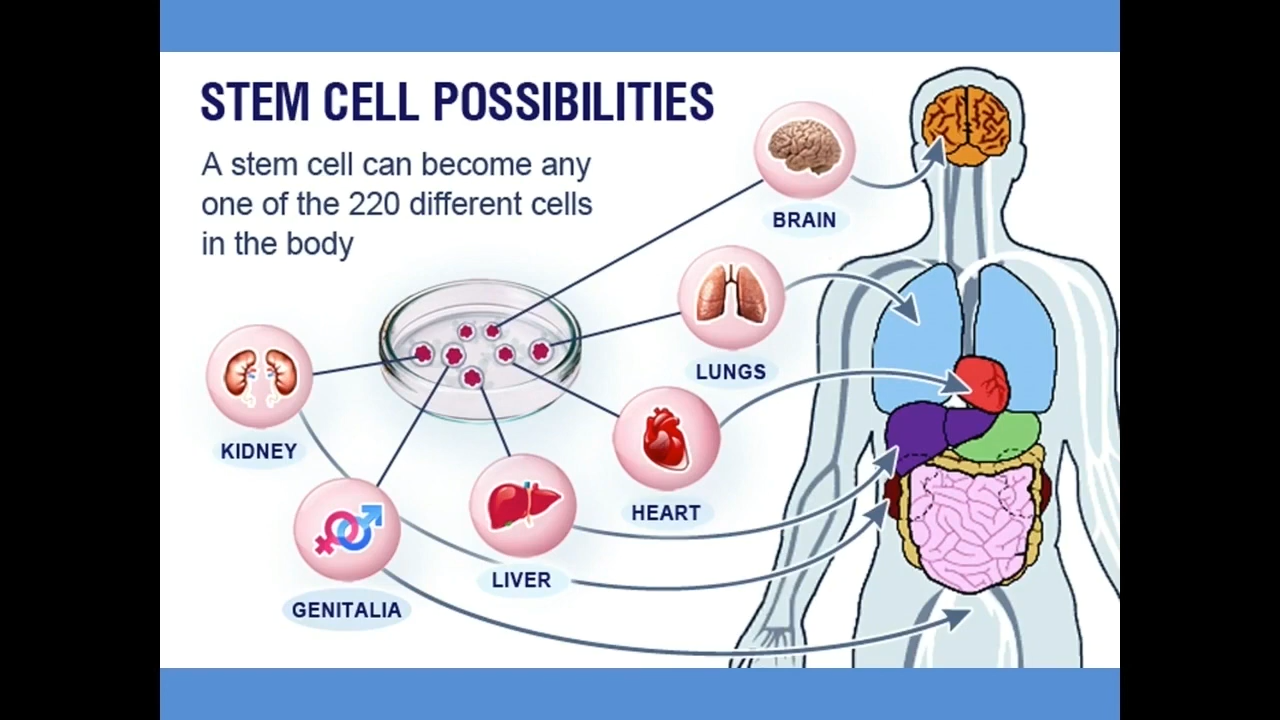 STEM CELL POSSIBILITIES
A stem cell can become any
one of the 220 different cells
in the body
BRAIN
LUNGS
KIDNEY
HEART
LIVER
GENITALIA